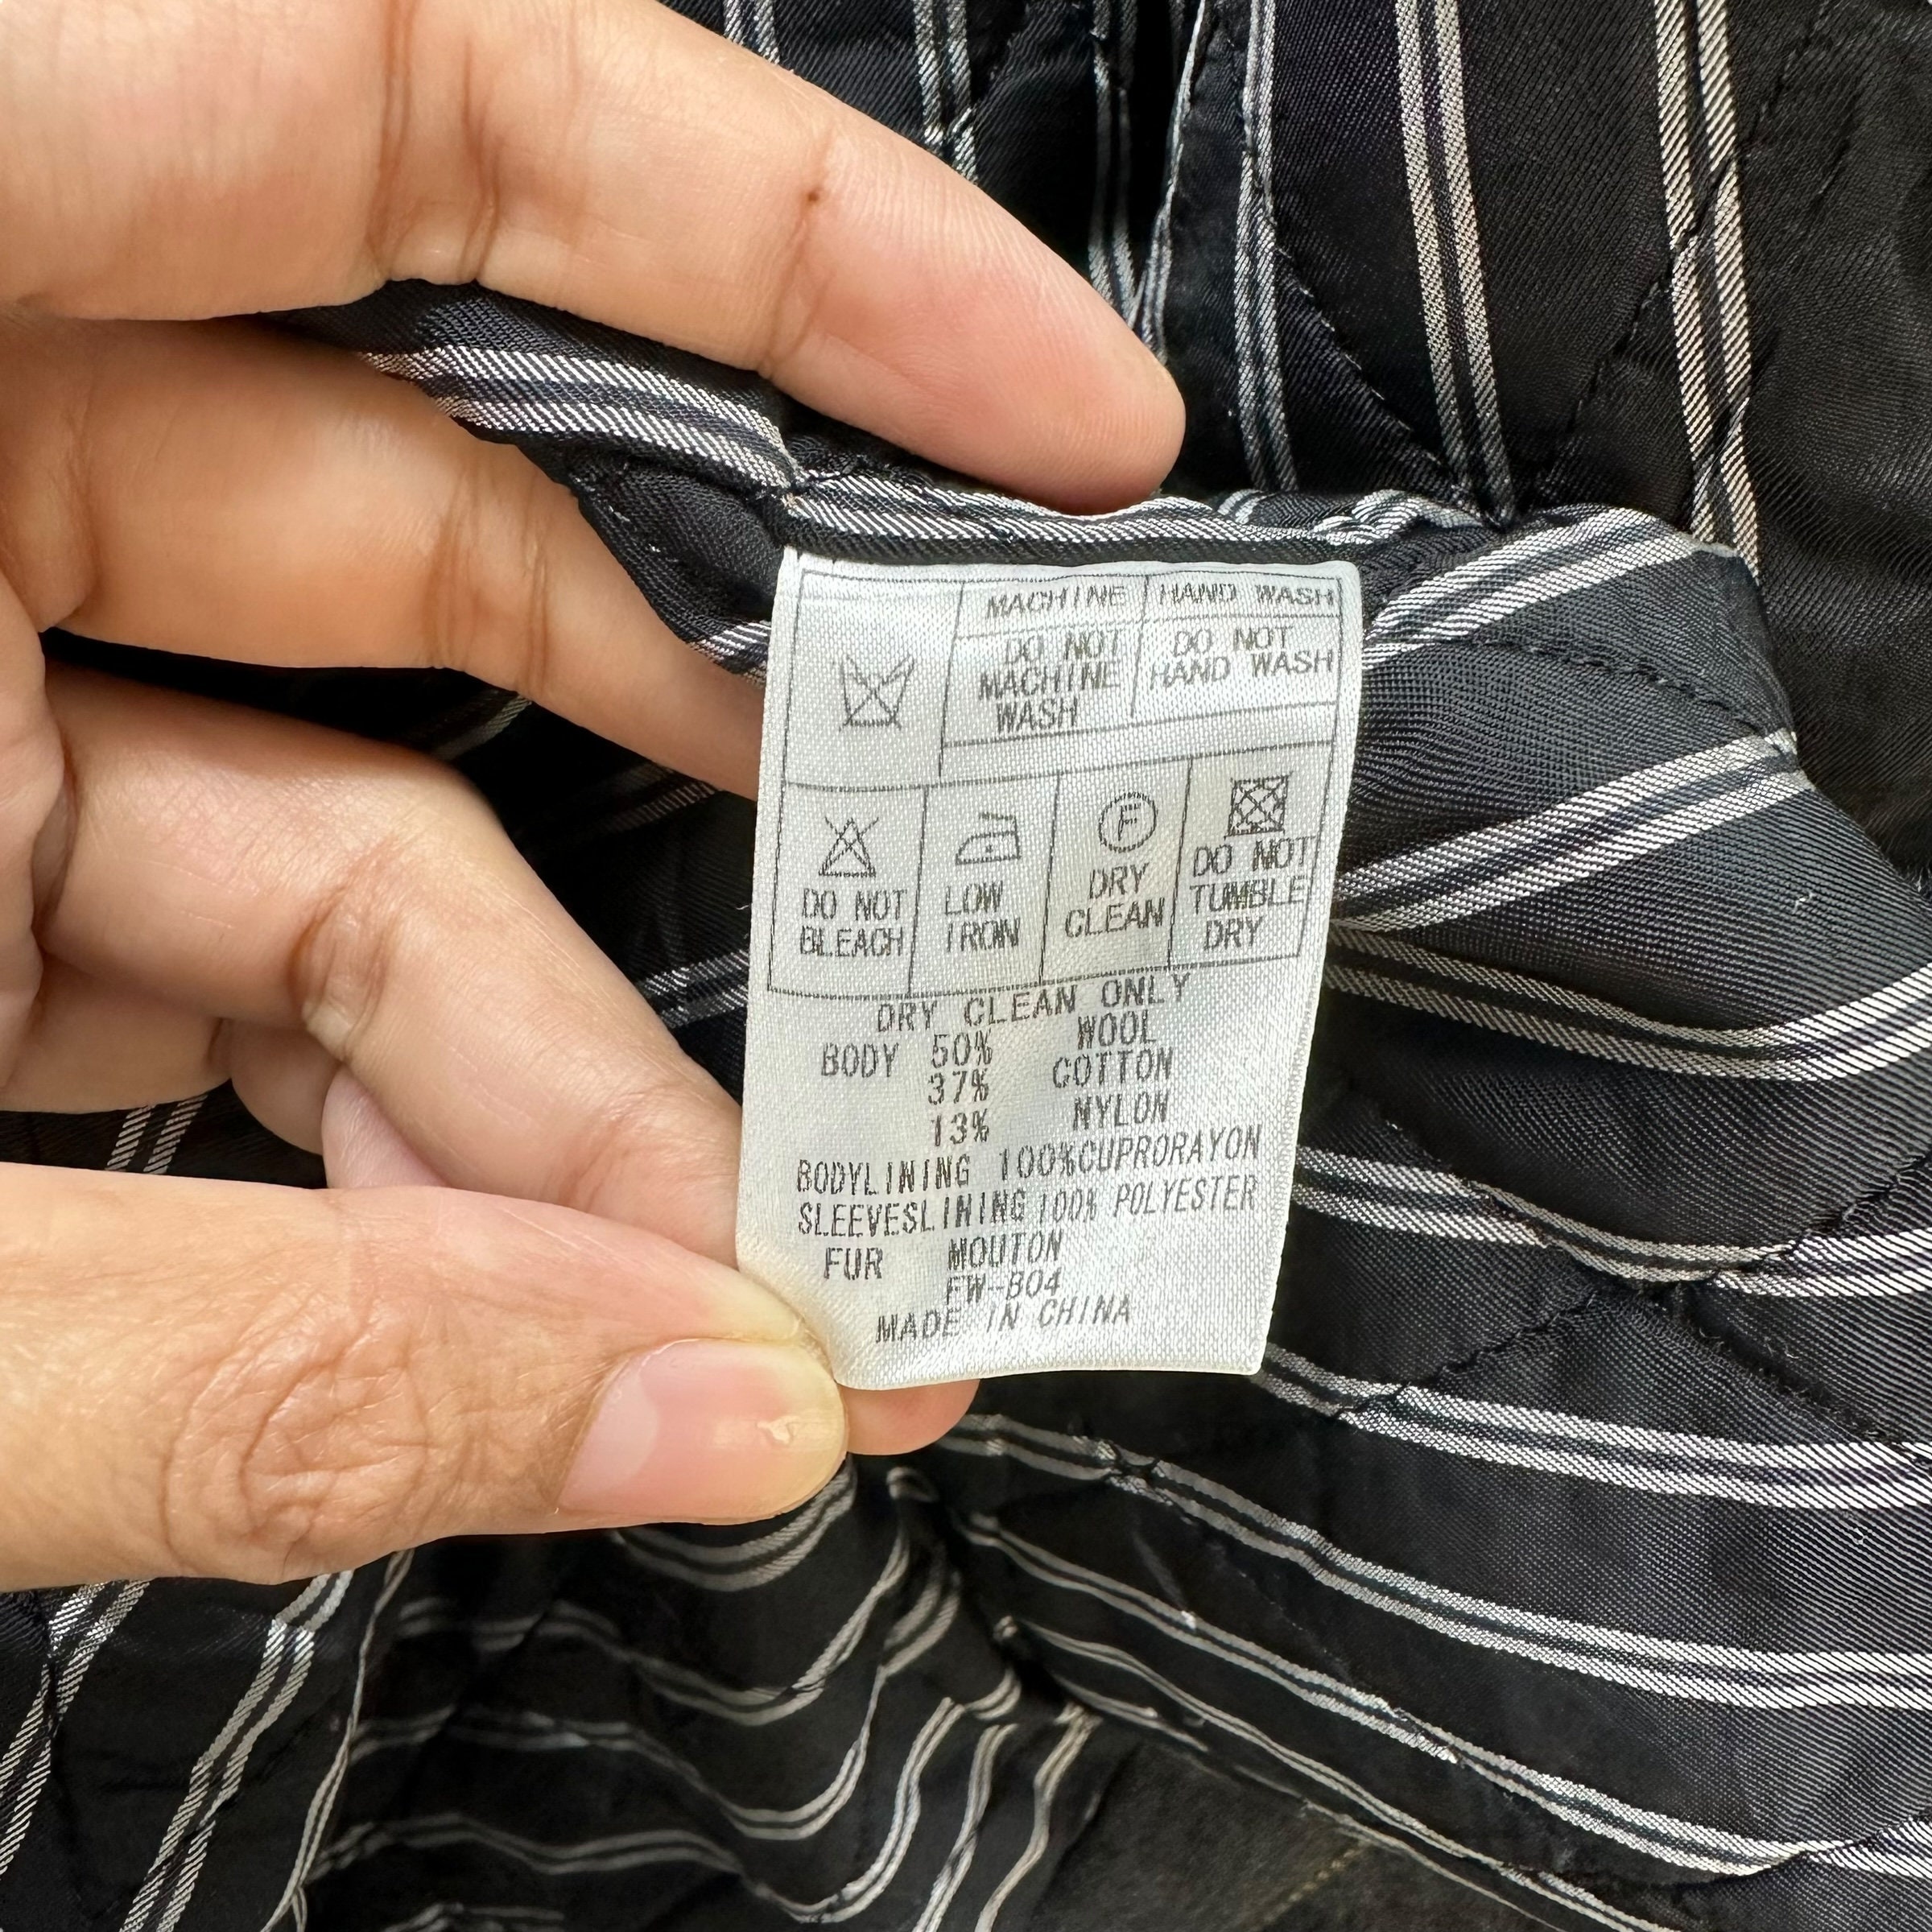 MACHINE HAND WASH
DO NOT MACHINE WASH
DO NOT HAND WASH
DO NOT BLEACH
LOW IRON
F
DRY CLEAN
DO NOT TUMBLE DRY
DRY CLEAN ONLY
BODY 50% WOOL
37% COTTON
13% NYLON
BODYLINING 100%CUPRORAYON
SLEEVESLINING 100% POLYESTER
FUR MOUTON
FW-B04
MADE IN CHINA